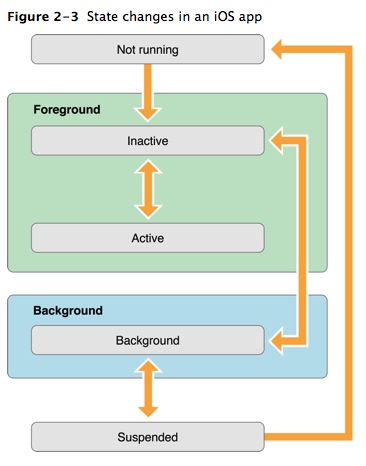 Figure 2-3 State changes in an iOS app
Not running
Foreground
Inactive
Active
Background
Background
Suspended